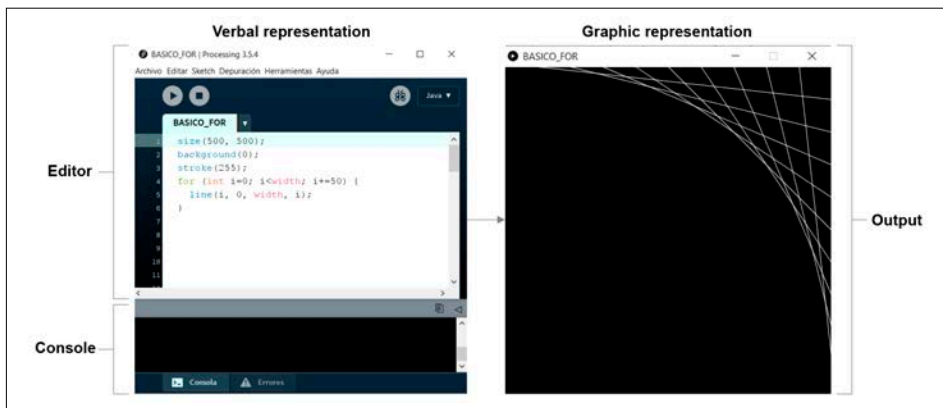 Verbal representation
Graphic representation
BASICO_FOR | Processing 3.5.4
Archivo Editar Sketch Depuración Herramientas Ayuda
Java ▼
BASICO_FOR ▼
Editor
1 size(500, 500);
2 background(0);
3 stroke(255);
4 for (int i=0; i<width; i+=50) {
5 line(i, 0, width, i);
6 }
7
8
9
10
11
Console
Consola Errores
BASICO_FOR
Output